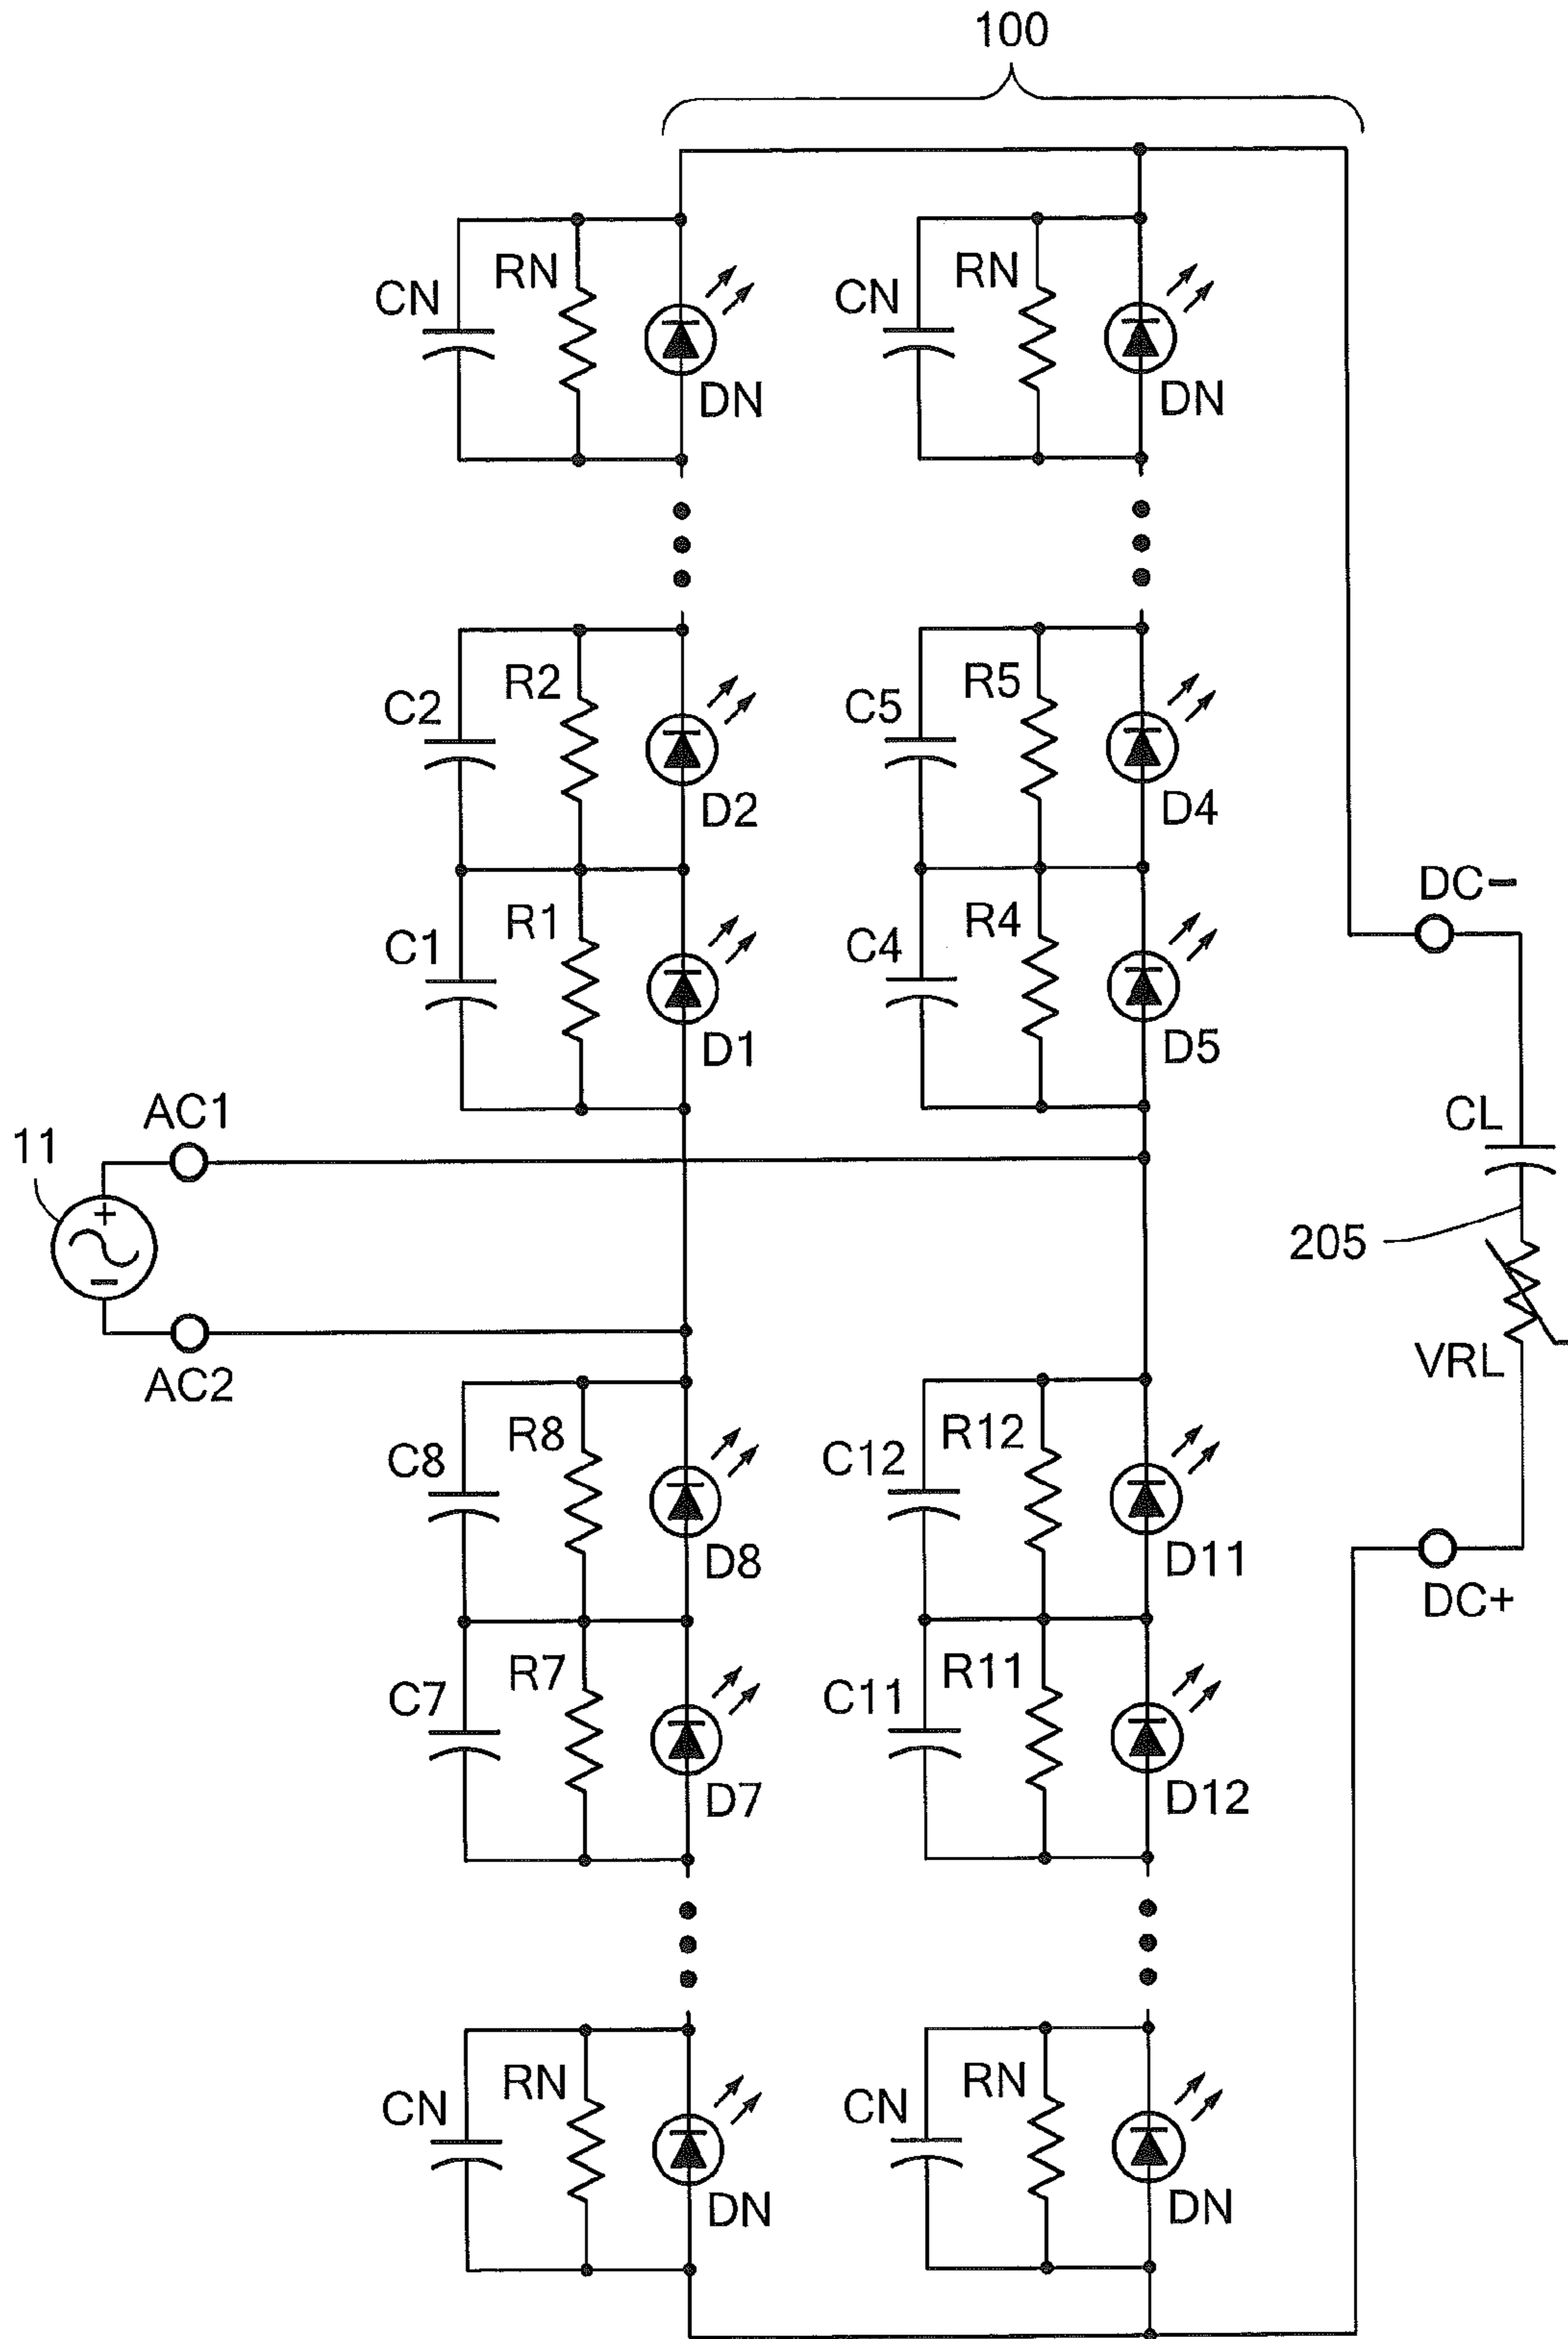 100
RN RN
CN CN
DN DN
R2 R5
C2 C5
D2 D4
R1 R4
C1 C4
D1 D5
DC−
AC1
CL
11
+
−
205
AC2
VRL
R8 R12
C8 C12
D8 D11
DC+
R7 R11
C7 C11
D7 D12
RN RN
CN CN
DN DN